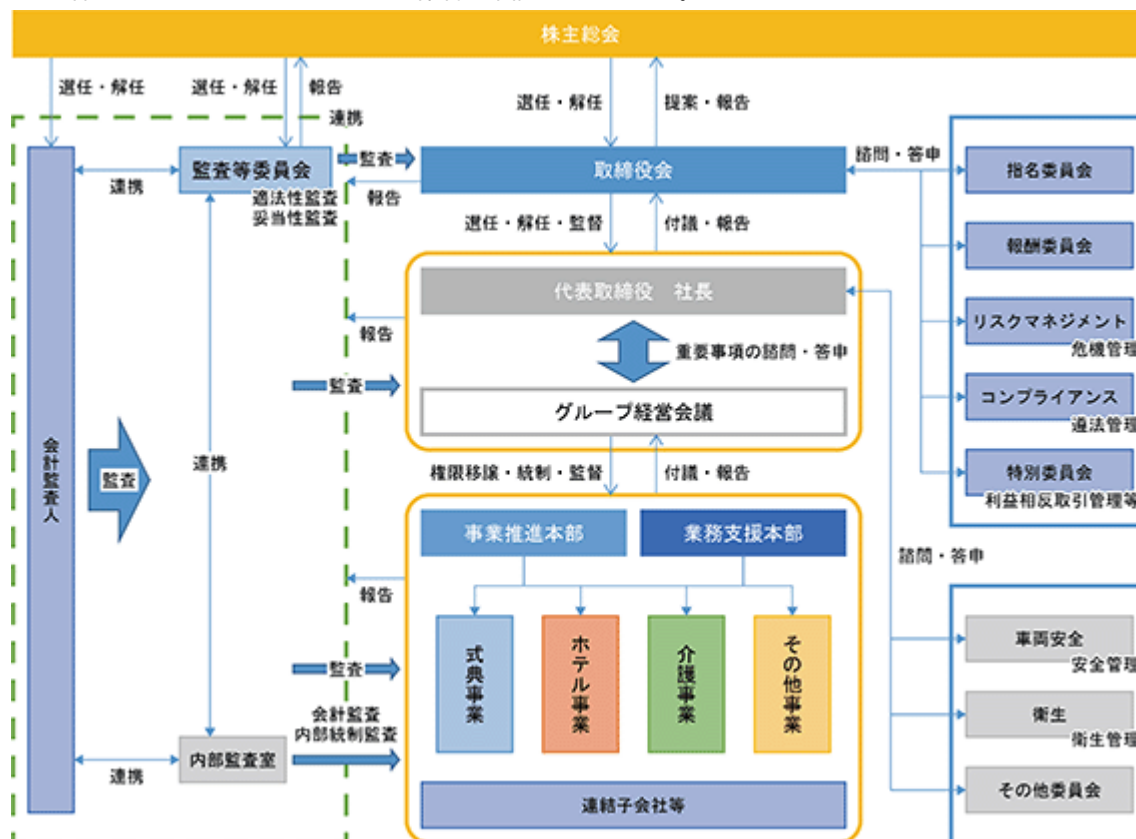 株主総会
選任・解任
選任・解任
報告
選任・解任
提案・報告
連携
監査等委員会
適法性監査
妥当性監査
連携
監査
報告
取締役会
諮問・答申
指名委員会
報酬委員会
リスクマネジメント
危機管理
コンプライアンス
遵法管理
特別委員会
利益相反取引管理等
選任・解任・監督
付議・報告
代表取締役　社長
重要事項の諮問・答申
グループ経営会議
報告
監査
会計監査人
監査
連携
権限移譲・統制・監督
付議・報告
事業推進本部
業務支援本部
報告
式典事業
ホテル事業
介護事業
その他事業
監査
会計監査
内部統制監査
内部監査室
連携
連結子会社等
諮問・答申
車両安全
安全管理
衛生
衛生管理
その他委員会